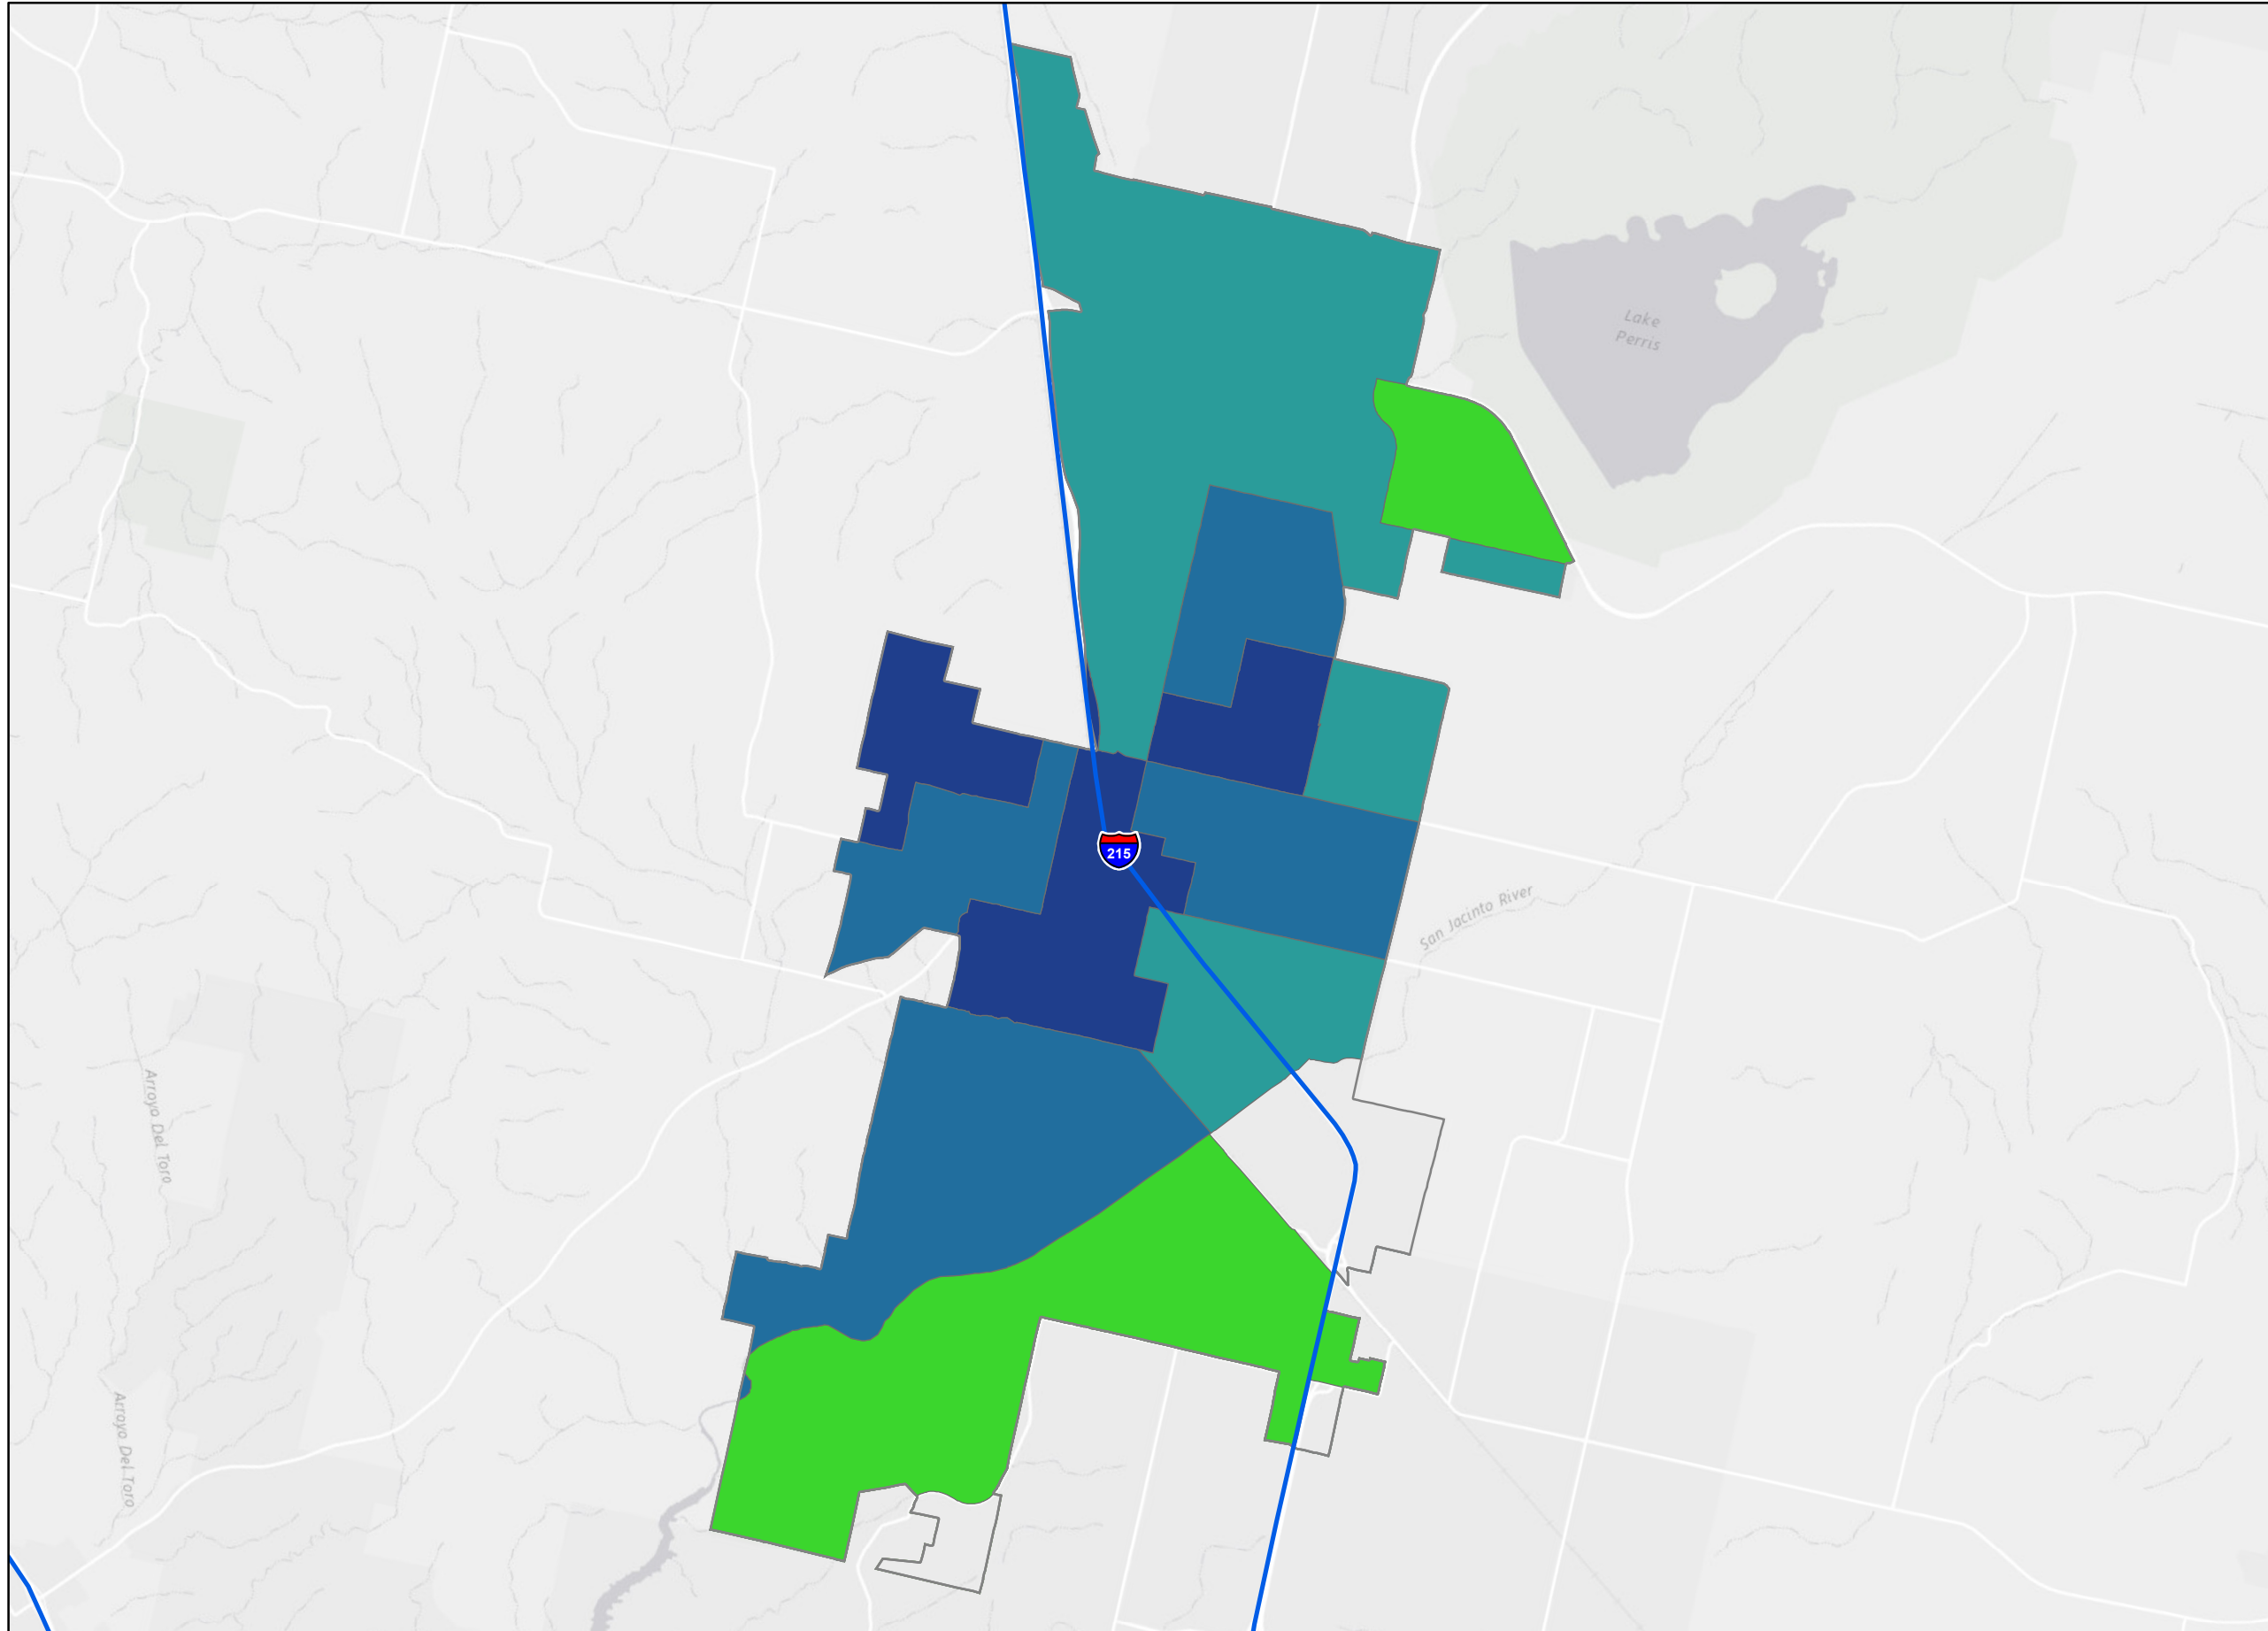 Lake
Perris
215
San Jacinto River
Arroyo Del Toro
Arroyo Del Toro